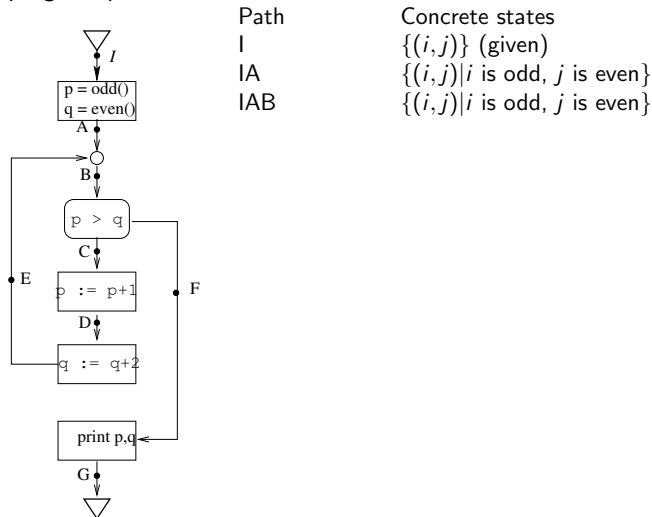 Path Concrete states
I {(i, j)} (given)
IA {(i, j)|i is odd, j is even}
IAB {(i, j)|i is odd, j is even}
I
p = odd()
q = even()
A
B
p > q
C
E
F
p := p+1
D
q := q+2
print p,q
G